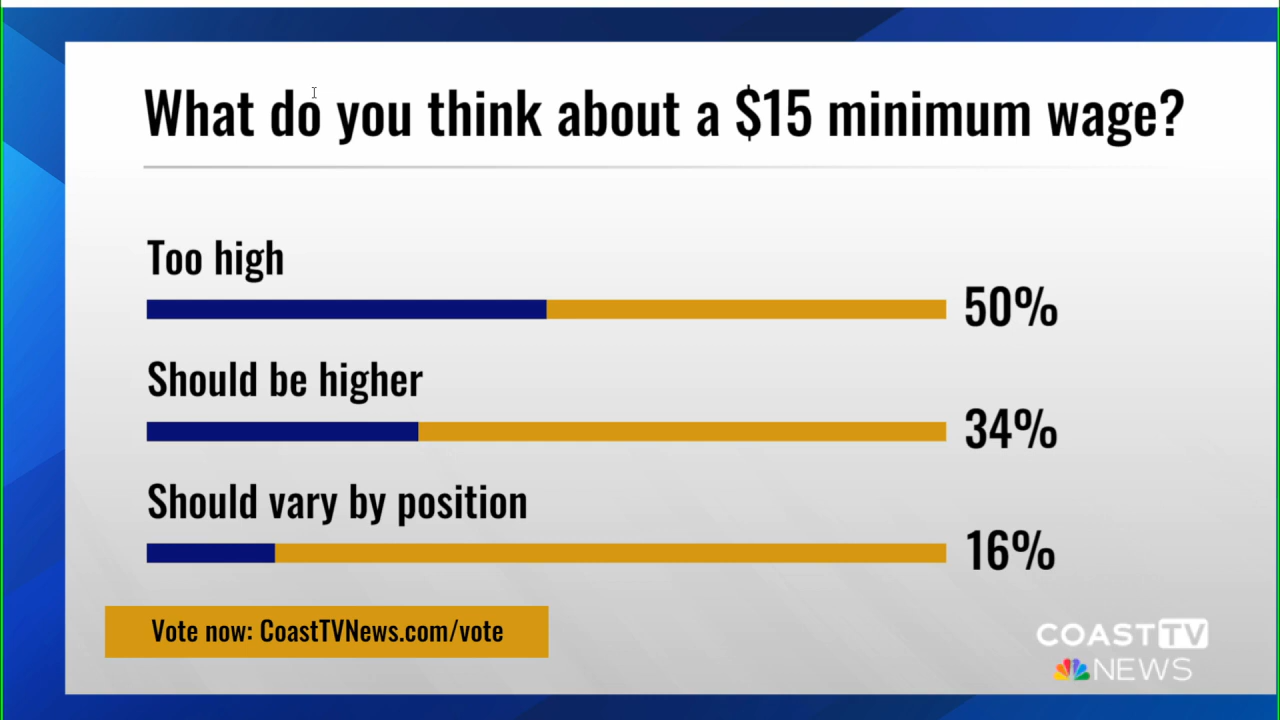 What do you think about a $15 minimum wage?
Too high
50%
Should be higher
34%
Should vary by position
16%
Vote now: CoastTVNews.com/vote
COAST TV
NEWS